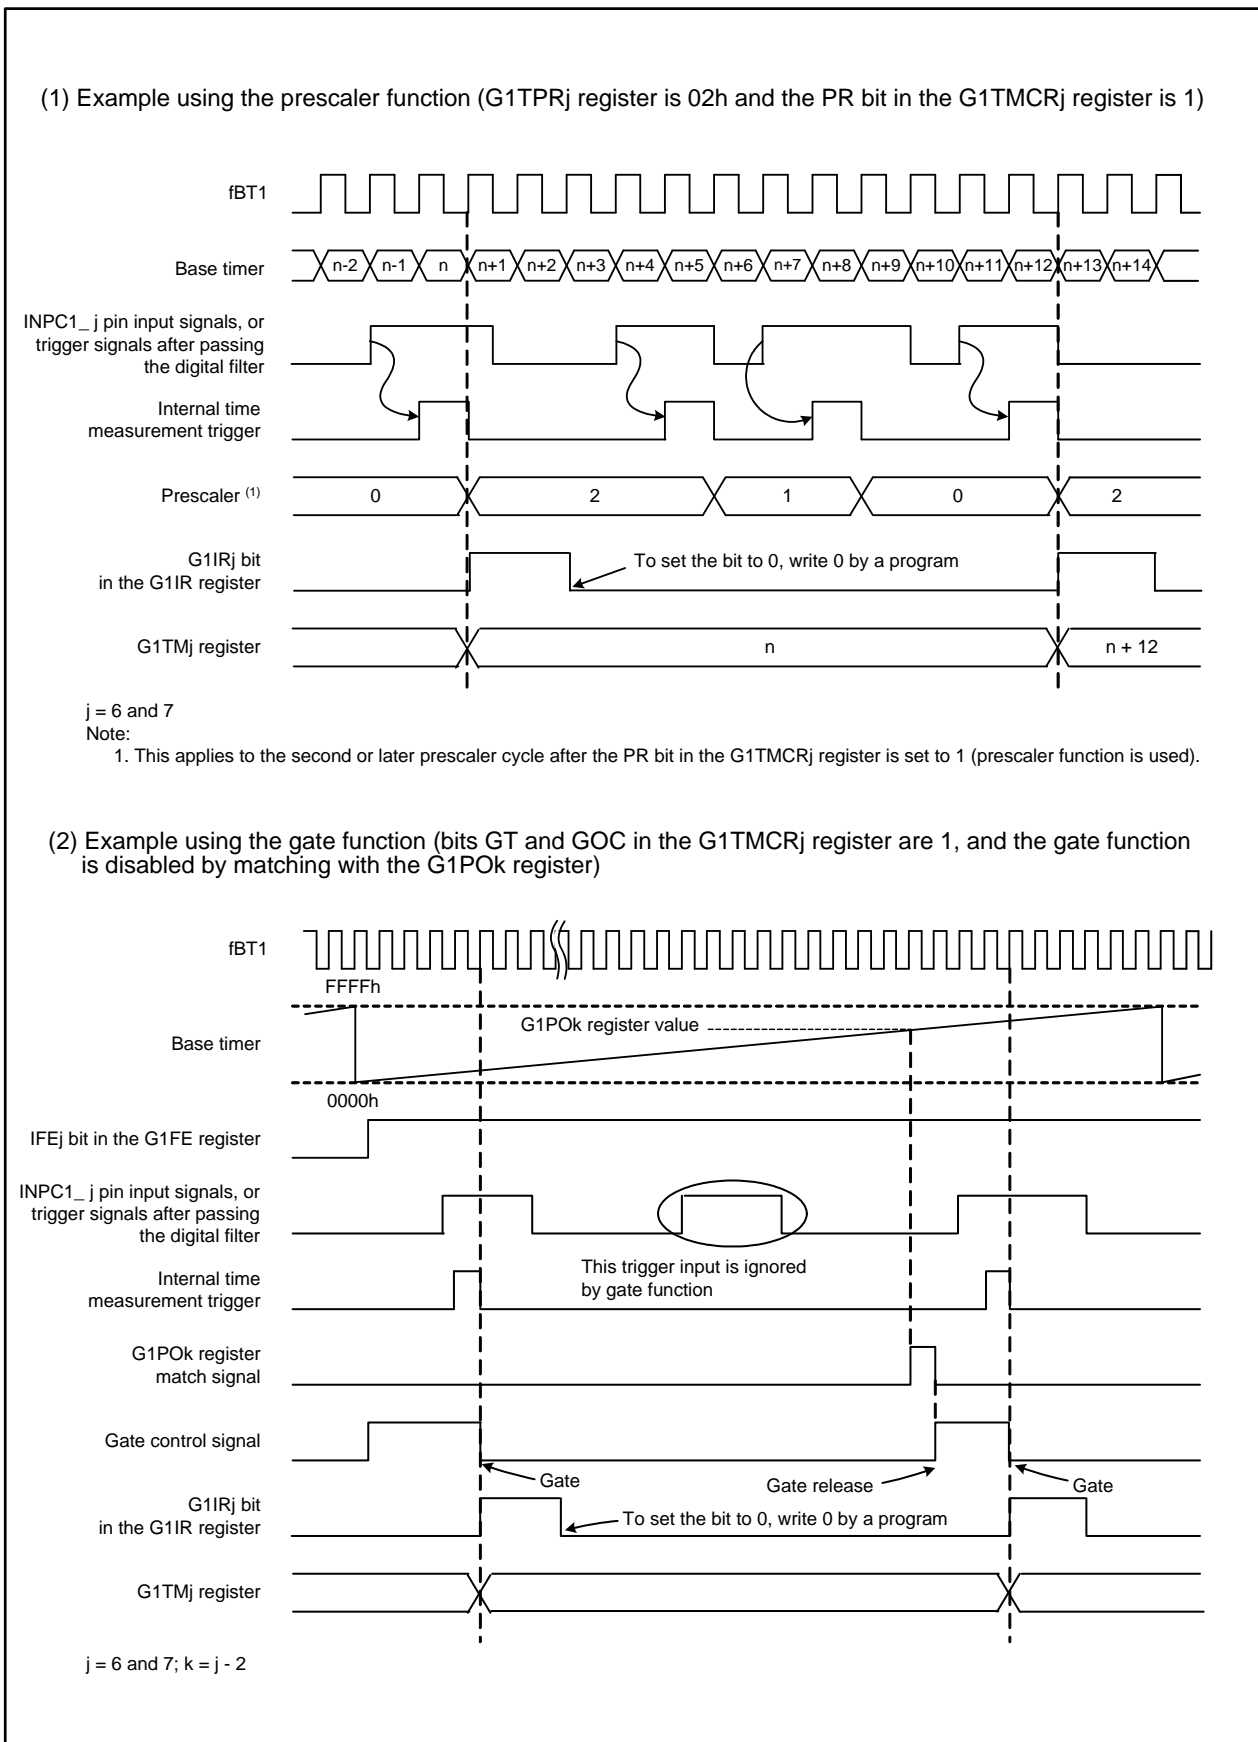 (1) Example using the prescaler function (G1TPRj register is 02h and the PR bit in the G1TMCRj register is 1)
fBT1
Base timer
n-2 n-1 n n+1 n+2 n+3 n+4 n+5 n+6 n+7 n+8 n+9 n+10 n+11 n+12 n+13 n+14
INPC1_ j pin input signals, or
trigger signals after passing
the digital filter
Internal time
measurement trigger
Prescaler (1)
0 2 1 0 2
G1IRj bit
in the G1IR register
To set the bit to 0, write 0 by a program
G1TMj register
n n + 12
j = 6 and 7
Note:
1. This applies to the second or later prescaler cycle after the PR bit in the G1TMCRj register is set to 1 (prescaler function is used).
(2) Example using the gate function (bits GT and GOC in the G1TMCRj register are 1, and the gate function
is disabled by matching with the G1POk register)
fBT1
FFFFh
Base timer
G1POk register value
0000h
IFEj bit in the G1FE register
INPC1_ j pin input signals, or
trigger signals after passing
the digital filter
This trigger input is ignored
by gate function
Internal time
measurement trigger
G1POk register
match signal
Gate control signal
Gate
Gate release
Gate
G1IRj bit
in the G1IR register
To set the bit to 0, write 0 by a program
G1TMj register
j = 6 and 7; k = j - 2